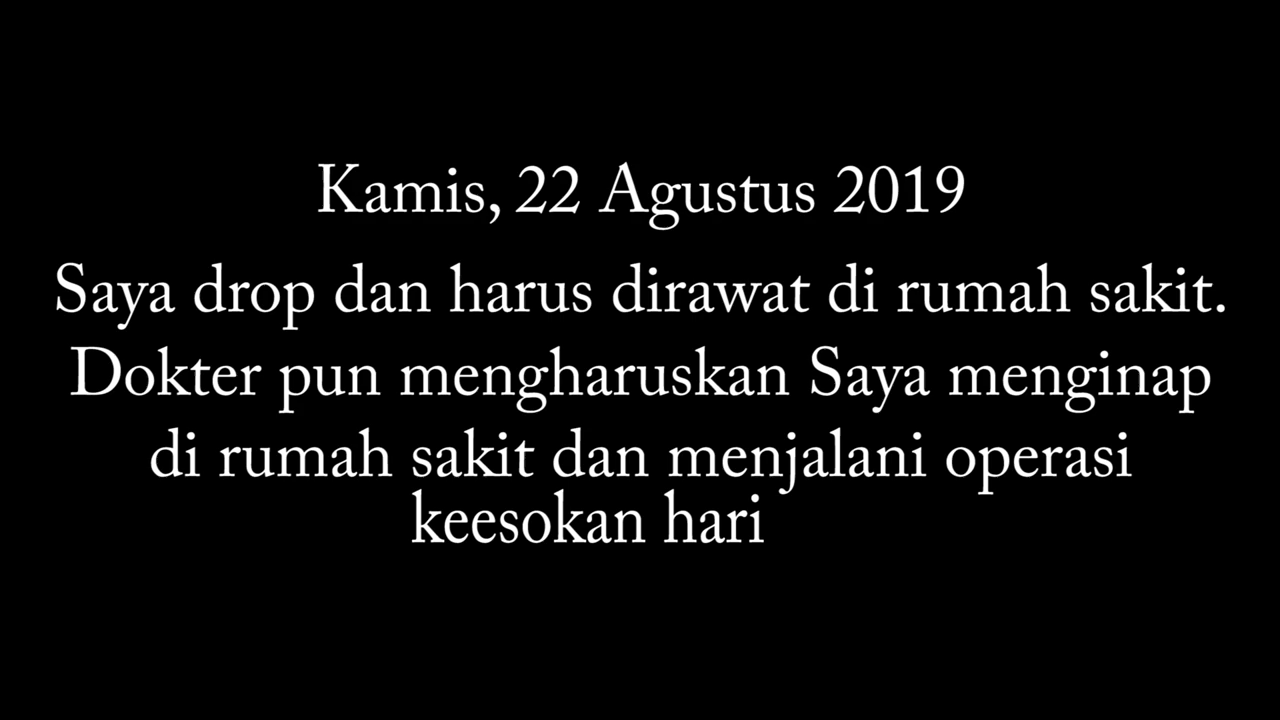 Kamis, 22 Agustus 2019
Saya drop dan harus dirawat di rumah sakit.
Dokter pun mengharuskan Saya menginap
di rumah sakit dan menjalani operasi
keesokan hari